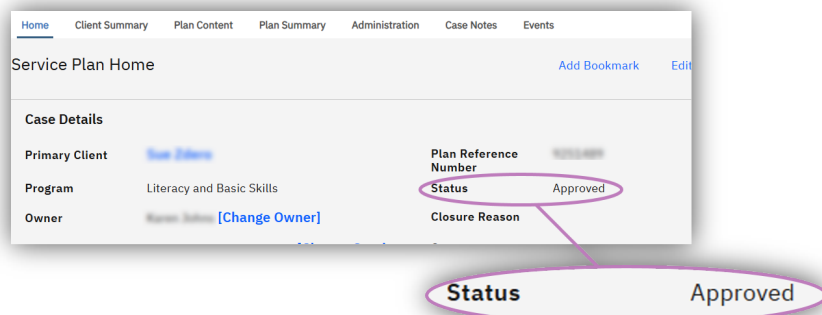 Home Client Summary Plan Content Plan Summary Administration Case Notes Events
Service Plan Home Add Bookmark Edit
Case Details
Primary Client Plan Reference Number
Program Literacy and Basic Skills Status Approved
Owner [Change Owner] Closure Reason
Status Approved